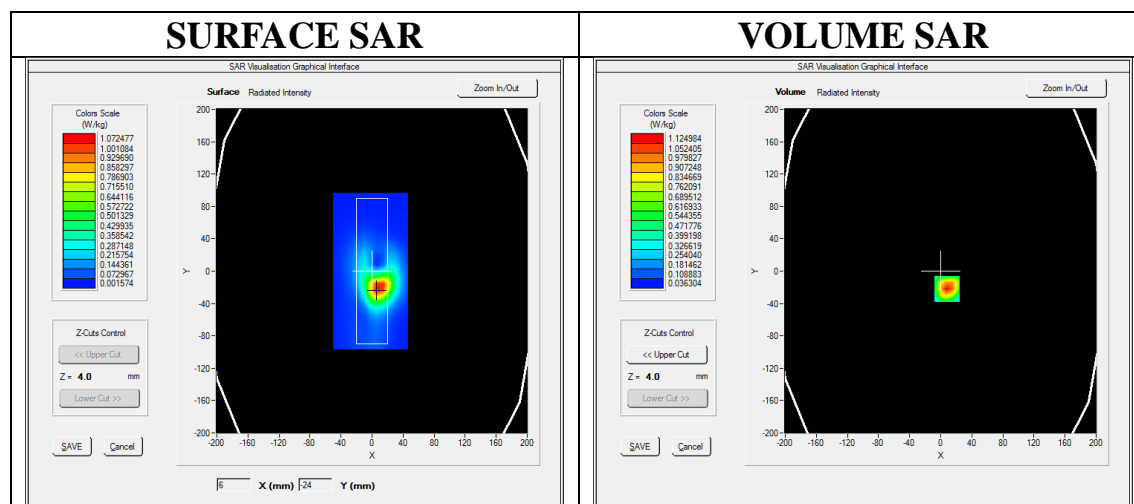 SURFACE SAR
VOLUME SAR
SAR Visualisation Graphical Interface
Surface Radiated Intensity
Zoom In/Out
Colors Scale
(W/kg)
1.072477
1.001084
0.929690
0.858297
0.786903
0.715510
0.644116
0.572722
0.501329
0.429935
0.358542
0.287148
0.215754
0.144361
0.072967
0.001574
200
160
120
80
40
0
-40
-80
-120
-160
-200
Y
-200 -160 -120 -80 -40 0 40 80 120 160 200
X
Z-Cuts Control
<< Upper Cut
Z = 4.0 mm
Lower Cut >>
SAVE Cancel
6 X (mm) -24 Y (mm)
SAR Visualisation Graphical Interface
Volume Radiated Intensity
Zoom In/Out
Colors Scale
(W/kg)
1.124984
1.052405
0.979827
0.907248
0.834669
0.762091
0.689512
0.616933
0.544355
0.471776
0.399198
0.326619
0.254040
0.181462
0.108883
0.036304
200
160
120
80
40
0
-40
-80
-120
-160
-200
Y
-200 -160 -120 -80 -40 0 40 80 120 160 200
X
Z-Cuts Control
<< Upper Cut
Z = 4.0 mm
Lower Cut >>
SAVE Cancel